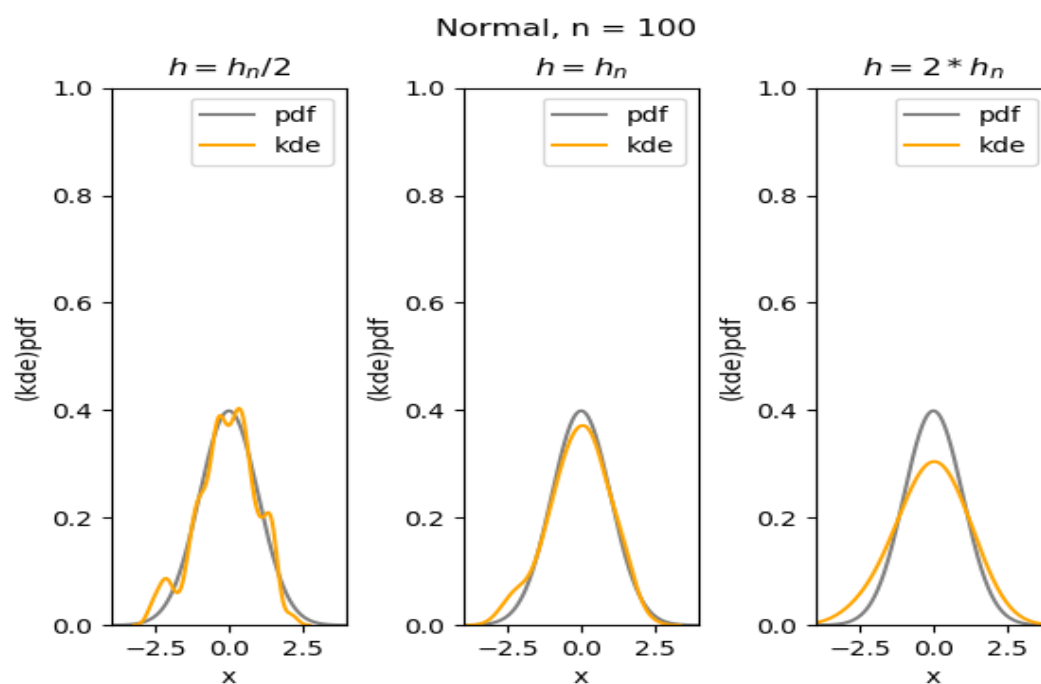 Normal, n = 100
h = hₙ/2
pdf
kde
1.0
0.8
0.6
0.4
0.2
0.0
(kde)pdf
−2.5 0.0 2.5
x
h = hₙ
pdf
kde
1.0
0.8
0.6
0.4
0.2
0.0
(kde)pdf
−2.5 0.0 2.5
x
h = 2 * hₙ
pdf
kde
1.0
0.8
0.6
0.4
0.2
0.0
(kde)pdf
−2.5 0.0 2.5
x